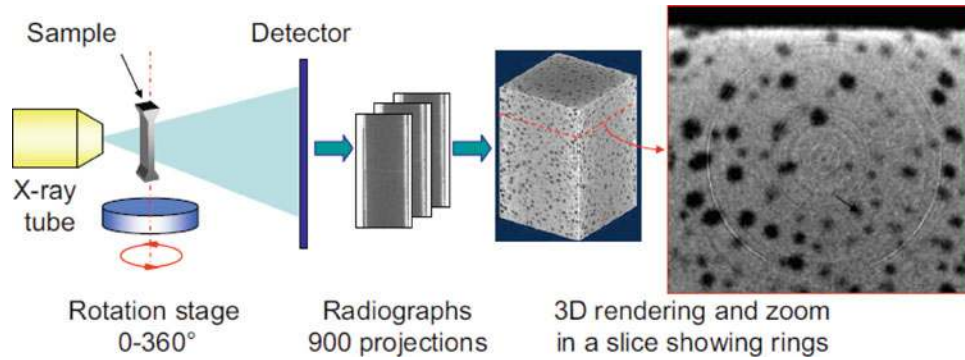 Sample
Detector
X-ray
tube
Rotation stage
0-360°
Radiographs
900 projections
3D rendering and zoom
in a slice showing rings